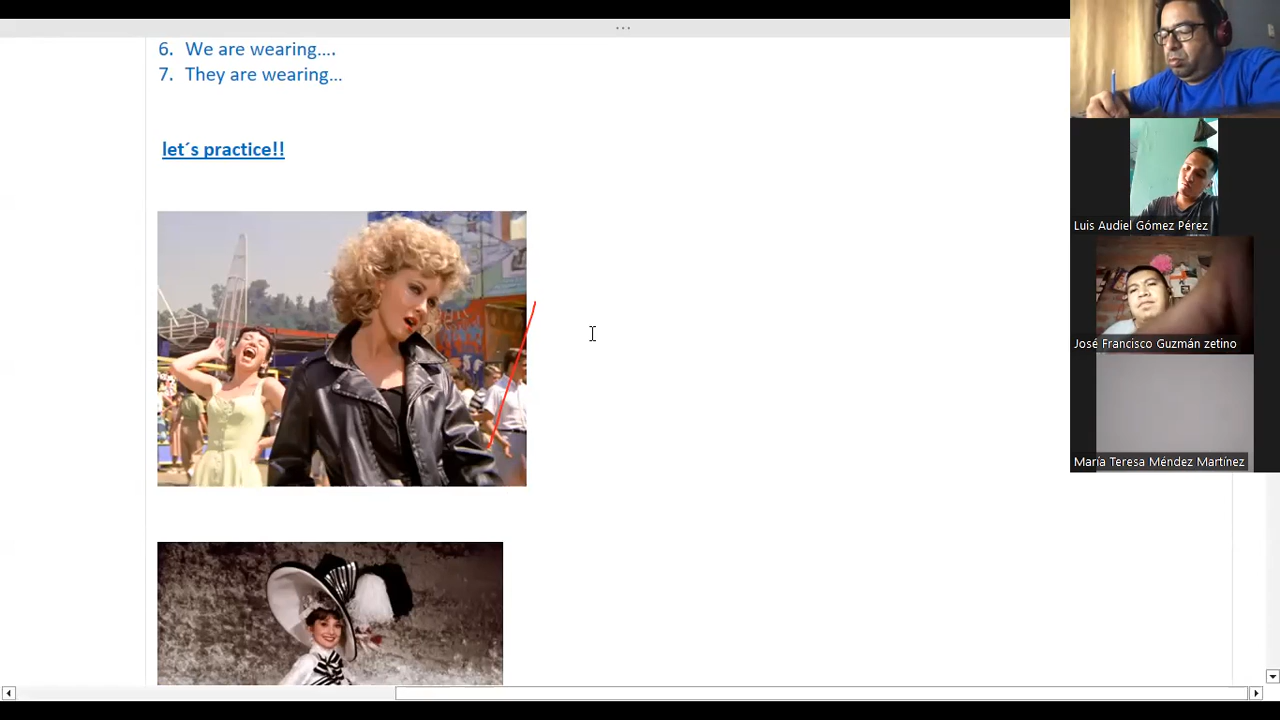 6. We are wearing….
7. They are wearing…
let´s practice!!
Luis Audiel Gómez Pérez
José Francisco Guzmán zetino
María Teresa Méndez Martínez